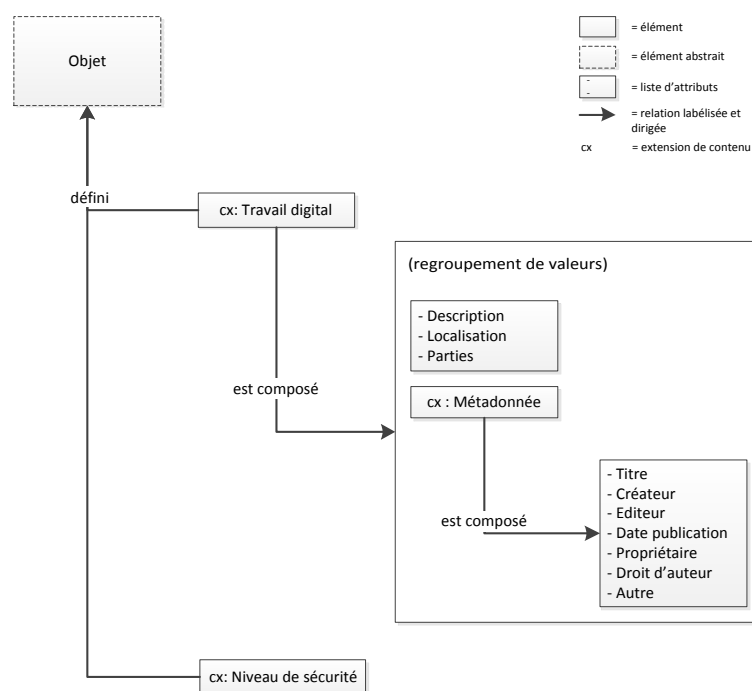 Objet
= élément
= élément abstrait
-
-
= liste d'attributs
= relation labélisée et
dirigée
cx
= extension de contenu
défini
cx: Travail digital
(regroupement de valeurs)
- Description
- Localisation
- Parties
est composé
cx : Métadonnée
est composé
- Titre
- Créateur
- Editeur
- Date publication
- Propriétaire
- Droit d'auteur
- Autre
cx: Niveau de sécurité